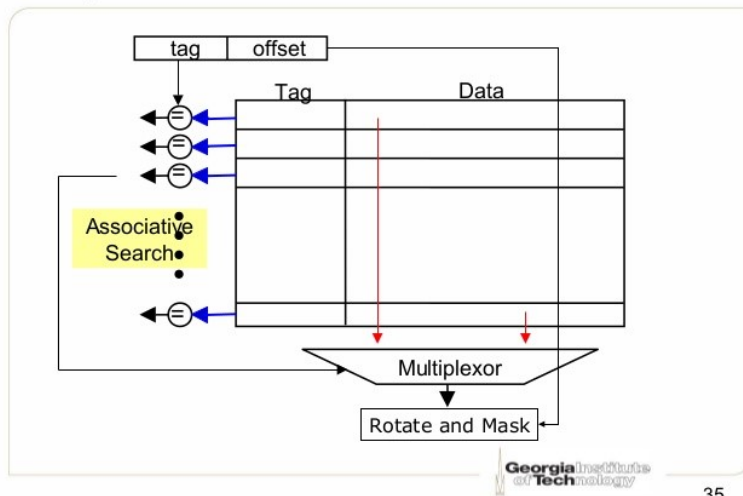 tag offset
Tag Data
=
=
=
Associative
Search
=
Multiplexor
Rotate and Mask
Georgia Institute
of Technology
35